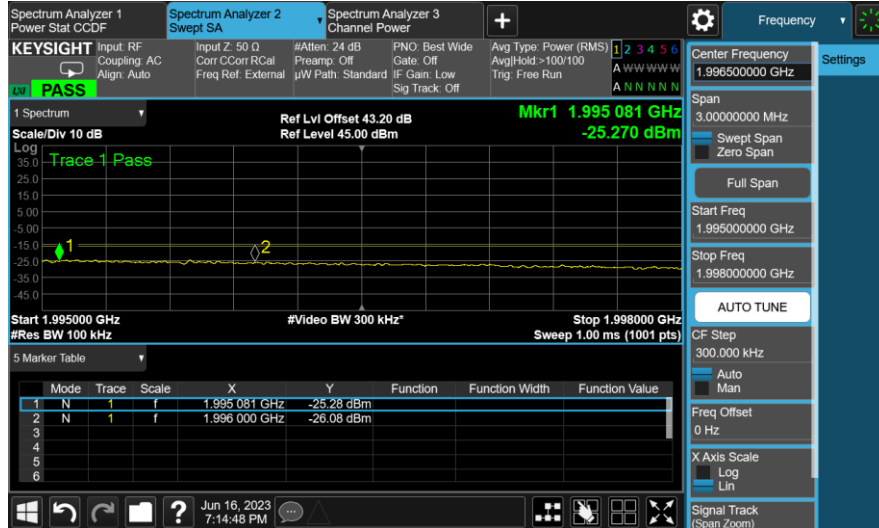 Spectrum Analyzer 1
Power Stat CCDF
Spectrum Analyzer 2
Swept SA
Spectrum Analyzer 3
Channel Power
Frequency
KEYSIGHT
Input: RF
Coupling: AC
Align: Auto
Input Z: 50 Ω
Corr CCorr RCal
Freq Ref: External
#Atten: 24 dB
Preamp: Off
µW Path: Standard
PNO: Best Wide
Gate: Off
IF Gain: Low
Sig Track: Off
Avg Type: Power (RMS)
Avg|Hold:>100/100
Trig: Free Run
1 2 3 4 5 6
A W W W W W
A N N N N N
LXI
PASS
1 Spectrum
Scale/Div 10 dB
Ref Lvl Offset 43.20 dB
Ref Level 45.00 dBm
Mkr1 1.995 081 GHz
-25.270 dBm
Log
Trace 1 Pass
35.0
25.0
15.0
5.00
-5.00
-15.0
-25.0
-35.0
-45.0
1
2
Start 1.995000 GHz
#Res BW 100 kHz
#Video BW 300 kHz*
Stop 1.998000 GHz
Sweep 1.00 ms (1001 pts)
5 Marker Table
Mode Trace Scale X Y Function Function Width Function Value
1 N 1 f 1.995 081 GHz -25.28 dBm
2 N 1 f 1.996 000 GHz -26.08 dBm
3
4
5
6
Jun 16, 2023
7:14:48 PM
?
Center Frequency
1.996500000 GHz
Settings
Span
3.00000000 MHz
Swept Span
Zero Span
Full Span
Start Freq
1.995000000 GHz
Stop Freq
1.998000000 GHz
AUTO TUNE
CF Step
300.000 kHz
Auto
Man
Freq Offset
0 Hz
X Axis Scale
Log
Lin
Signal Track
(Span Zoom)